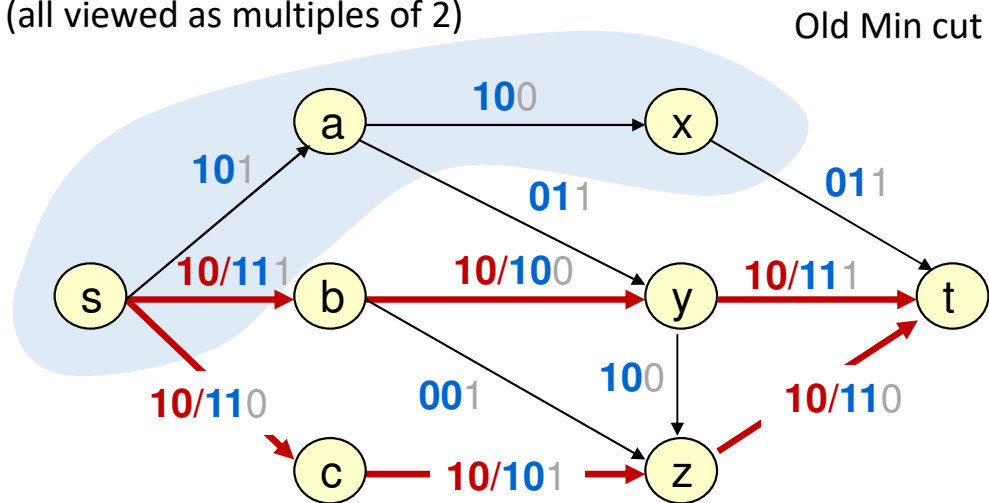 (all viewed as multiples of 2)
Old Min cut
100
a
x
101
011
011
10/111
10/100
10/111
s
b
y
t
001
100
10/110
10/110
c
10/101
z